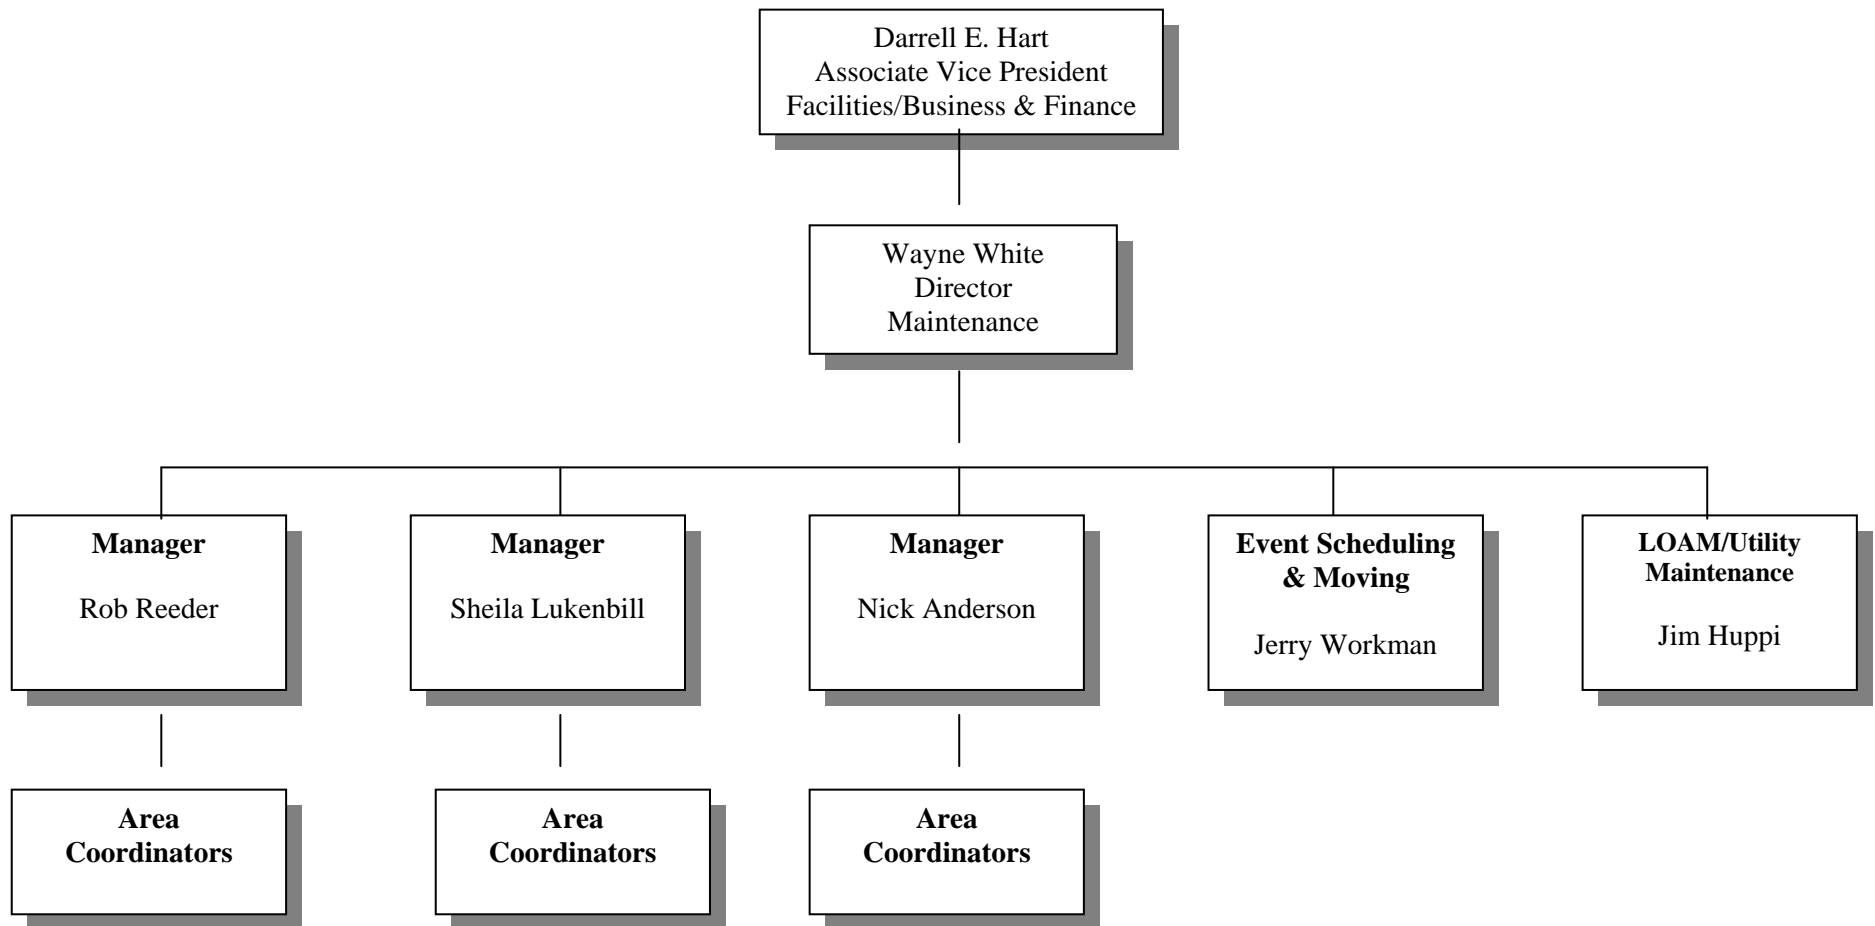 Darrell E. Hart
Associate Vice President
Facilities/Business & Finance
Wayne White
Director
Maintenance
Manager
Rob Reeder
Manager
Sheila Lukenbill
Manager
Nick Anderson
Event Scheduling
& Moving
Jerry Workman
LOAM/Utility
Maintenance
Jim Huppi
Area
Coordinators
Area
Coordinators
Area
Coordinators